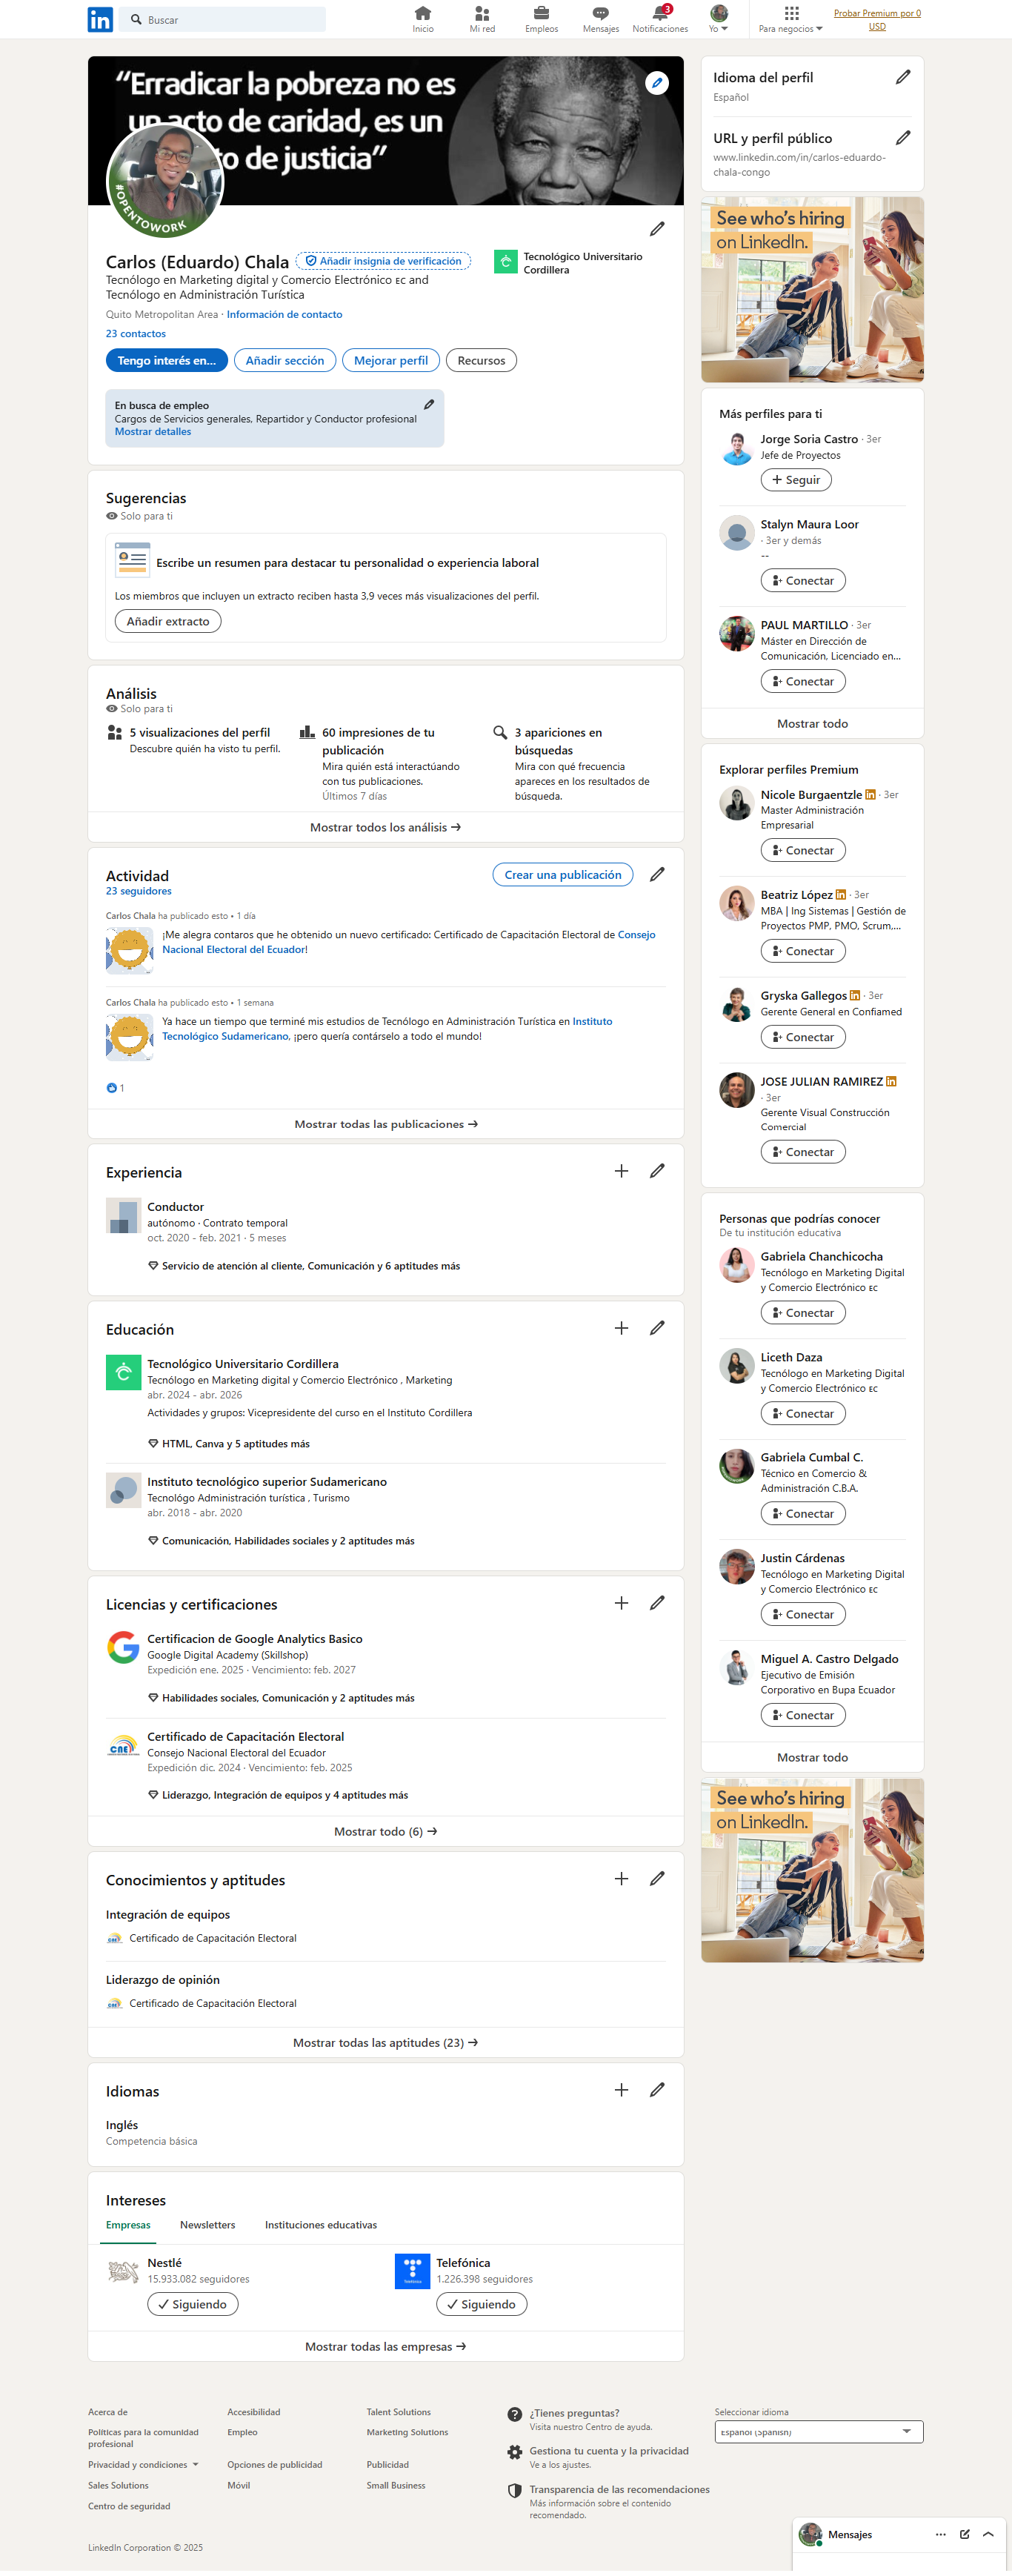 Buscar
Inicio
Mi red
Empleos
Mensajes
3
Notificaciones
Yo
Para negocios
Probar Premium por 0
USD
“Erradicar la pobreza no es
un acto de caridad, es un
to de justicia”
#OPENTOWORK
Carlos (Eduardo) Chala
Añadir insignia de verificación
Tecnólogo en Marketing digital y Comercio Electrónico ᴇᴄ and
Tecnólogo en Administración Turística
Tecnológico Universitario
Cordillera
Quito Metropolitan Area · Información de contacto
23 contactos
Tengo interés en...
Añadir sección
Mejorar perfil
Recursos
En busca de empleo
Cargos de Servicios generales, Repartidor y Conductor profesional
Mostrar detalles
Sugerencias
Solo para ti
Escribe un resumen para destacar tu personalidad o experiencia laboral
Los miembros que incluyen un extracto reciben hasta 3,9 veces más visualizaciones del perfil.
Añadir extracto
Análisis
Solo para ti
5 visualizaciones del perfil
Descubre quién ha visto tu perfil.
60 impresiones de tu
publicación
Mira quién está interactuando
con tus publicaciones.
Últimos 7 días
3 apariciones en
búsquedas
Mira con qué frecuencia
apareces en los resultados de
búsqueda.
Mostrar todos los análisis →
Actividad
23 seguidores
Crear una publicación
Carlos Chala ha publicado esto • 1 día
¡Me alegra contaros que he obtenido un nuevo certificado: Certificado de Capacitación Electoral de Consejo
Nacional Electoral del Ecuador!
Carlos Chala ha publicado esto • 1 semana
Ya hace un tiempo que terminé mis estudios de Tecnólogo en Administración Turística en Instituto
Tecnológico Sudamericano, ¡pero quería contárselo a todo el mundo!
1
Mostrar todas las publicaciones →
Experiencia
Conductor
autónomo · Contrato temporal
oct. 2020 - feb. 2021 · 5 meses
Servicio de atención al cliente, Comunicación y 6 aptitudes más
Educación
Tecnológico Universitario Cordillera
Tecnólogo en Marketing digital y Comercio Electrónico , Marketing
abr. 2024 - abr. 2026
Actividades y grupos: Vicepresidente del curso en el Instituto Cordillera
HTML, Canva y 5 aptitudes más
Instituto tecnológico superior Sudamericano
Tecnológo Administración turística , Turismo
abr. 2018 - abr. 2020
Comunicación, Habilidades sociales y 2 aptitudes más
Licencias y certificaciones
Certificacion de Google Analytics Basico
Google Digital Academy (Skillshop)
Expedición ene. 2025 · Vencimiento: feb. 2027
Habilidades sociales, Comunicación y 2 aptitudes más
CNE
Certificado de Capacitación Electoral
Consejo Nacional Electoral del Ecuador
Expedición dic. 2024 · Vencimiento: feb. 2025
Liderazgo, Integración de equipos y 4 aptitudes más
Mostrar todo (6) →
Conocimientos y aptitudes
Integración de equipos
Certificado de Capacitación Electoral
Liderazgo de opinión
Certificado de Capacitación Electoral
Mostrar todas las aptitudes (23) →
Idiomas
Inglés
Competencia básica
Intereses
Empresas
Newsletters
Instituciones educativas
Nestlé
15.933.082 seguidores
Siguiendo
Telefónica
1.226.398 seguidores
Siguiendo
Mostrar todas las empresas →
Idioma del perfil
Español
URL y perfil público
www.linkedin.com/in/carlos-eduardo-
chala-congo
See who’s hiring
on LinkedIn.
Más perfiles para ti
Jorge Soria Castro · 3er
Jefe de Proyectos
Seguir
Stalyn Maura Loor
· 3er y demás
--
Conectar
PAUL MARTILLO · 3er
Máster en Dirección de
Comunicación, Licenciado en...
Conectar
Mostrar todo
Explorar perfiles Premium
Nicole Burgaentzle · 3er
Master Administración
Empresarial
Conectar
Beatriz López · 3er
MBA | Ing Sistemas | Gestión de
Proyectos PMP, PMO, Scrum,...
Conectar
Gryska Gallegos · 3er
Gerente General en Confiamed
Conectar
JOSE JULIAN RAMIREZ
· 3er
Gerente Visual Construcción
Comercial
Conectar
Personas que podrías conocer
De tu institución educativa
Gabriela Chanchicocha
Tecnólogo en Marketing Digital
y Comercio Electrónico ᴇᴄ
Conectar
Liceth Daza
Tecnólogo en Marketing Digital
y Comercio Electrónico ᴇᴄ
Conectar
Gabriela Cumbal C.
Técnico en Comercio &
Administración C.B.A.
Conectar
Justin Cárdenas
Tecnólogo en Marketing Digital
y Comercio Electrónico ᴇᴄ
Conectar
Miguel A. Castro Delgado
Ejecutivo de Emisión
Corporativo en Bupa Ecuador
Conectar
Mostrar todo
See who’s hiring
on LinkedIn.
Acerca de
Accesibilidad
Talent Solutions
Políticas para la comunidad
profesional
Empleo
Marketing Solutions
Privacidad y condiciones
Opciones de publicidad
Publicidad
Sales Solutions
Móvil
Small Business
Centro de seguridad
¿Tienes preguntas?
Visita nuestro Centro de ayuda.
Gestiona tu cuenta y la privacidad
Ve a los ajustes.
Transparencia de las recomendaciones
Más información sobre el contenido
recomendado.
Seleccionar idioma
Español (Spanish)
LinkedIn Corporation © 2025
Mensajes